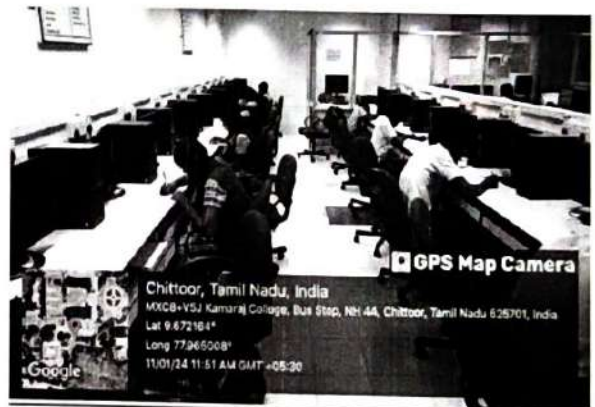 GPS Map Camera
Chittoor, Tamil Nadu, India
MXC8+V5J Kamaraj College, Bus Stop, NH 44, Chittoor, Tamil Nadu 625701, India
Lat 9.672164°
Long 77.965008°
11/01/24 11:51 AM GMT +05:30
Google